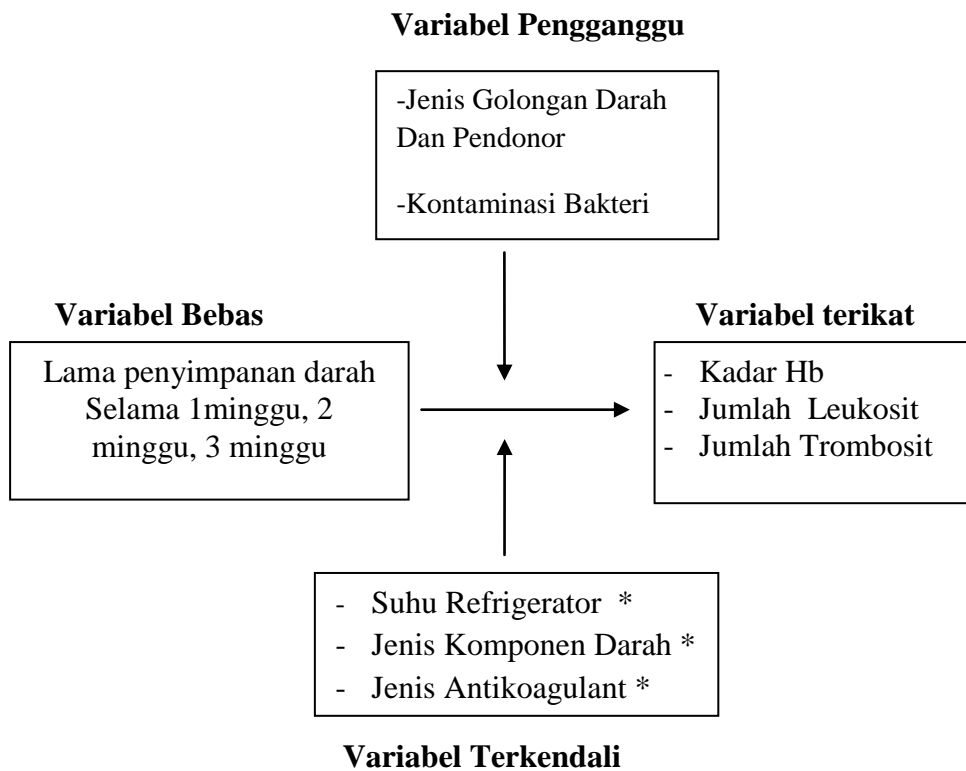 Variabel Pengganggu
-Jenis Golongan Darah
Dan Pendonor
-Kontaminasi Bakteri
Variabel Bebas
Lama penyimpanan darah
Selama 1minggu, 2
minggu, 3 minggu
Variabel terikat
- Kadar Hb
- Jumlah Leukosit
- Jumlah Trombosit
- Suhu Refrigerator *
- Jenis Komponen Darah *
- Jenis Antikoagulant *
Variabel Terkendali